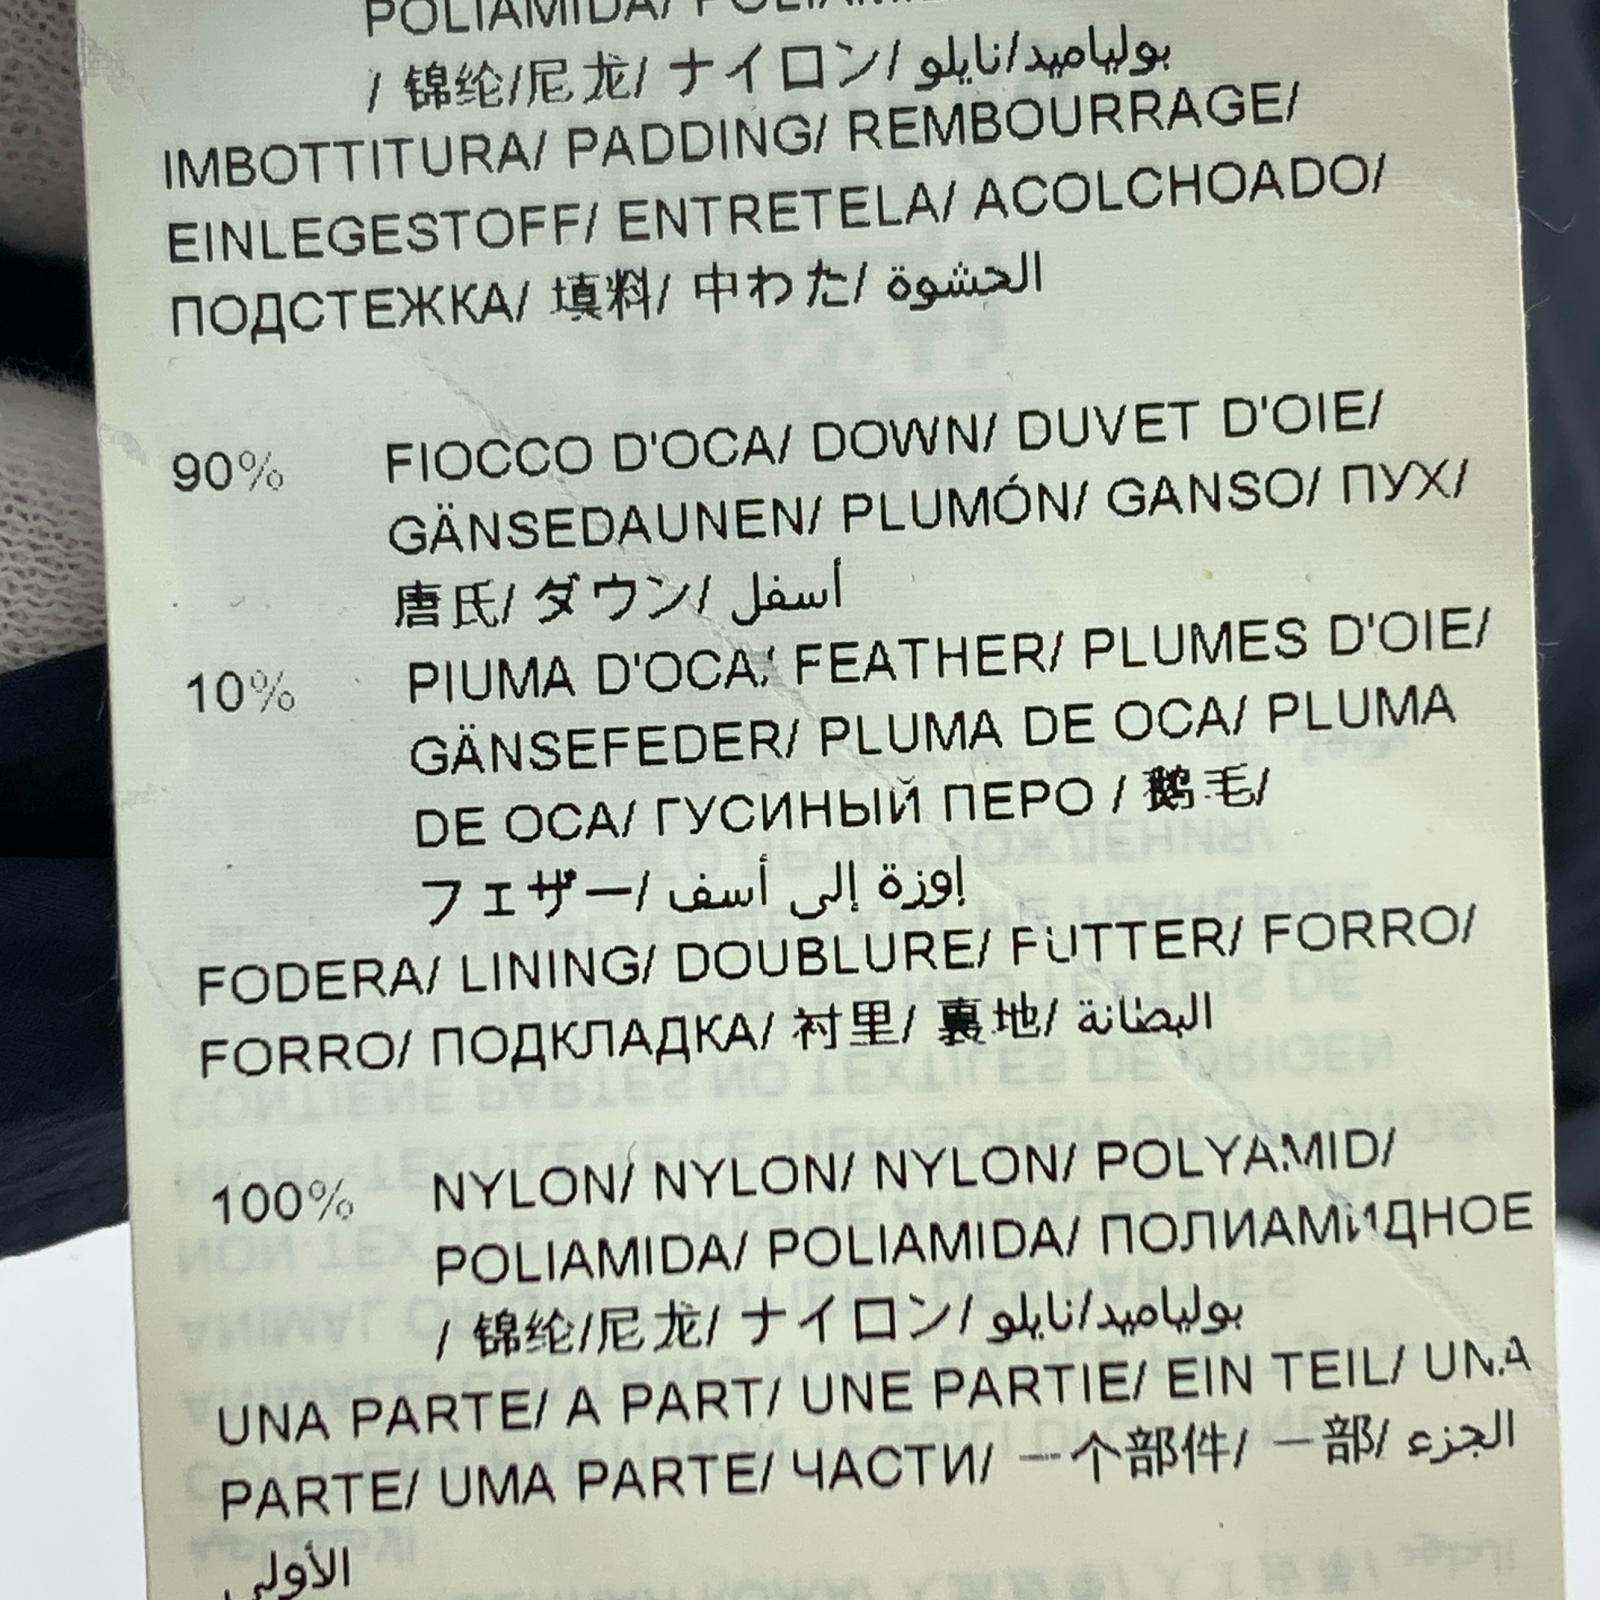 POLIAMIDA/
/ 锦纶/尼龙/ ナイロン/ بولياميد/نايلو
IMBOTTITURA/ PADDING/ REMBOURRAGE/
EINLEGESTOFF/ ENTRETELA/ ACOLCHOADO/
ПОДСТЕЖКА/ 填料/ 中わた/ الحشوة
90% FIOCCO D'OCA/ DOWN/ DUVET D'OIE/
GÄNSEDAUNEN/ PLUMÓN/ GANSO/ ПУХ/
唐氏/ ダウン/ أسفل
10% PIUMA D'OCA/ FEATHER/ PLUMES D'OIE/
GÄNSEFEDER/ PLUMA DE OCA/ PLUMA
DE OCA/ ГУСИНЫЙ ПЕРО / 鹅毛/
フェザー/ إوزة إلى أسف
FODERA/ LINING/ DOUBLURE/ FUTTER/ FORRO/
FORRO/ ПОДКЛАДКА/ 衬里/ 裏地/ البطانة
100% NYLON/ NYLON/ NYLON/ POLYAMID/
POLIAMIDA/ POLIAMIDA/ ПОЛИАМИДНОЕ
/ 锦纶/尼龙/ ナイロン/ بولياميد/نايلو
UNA PARTE/ A PART/ UNE PARTIE/ EIN TEIL/ UNA
PARTE/ UMA PARTE/ ЧАСТИ/ 一个部件/ 一部/ الجزء
الأولى